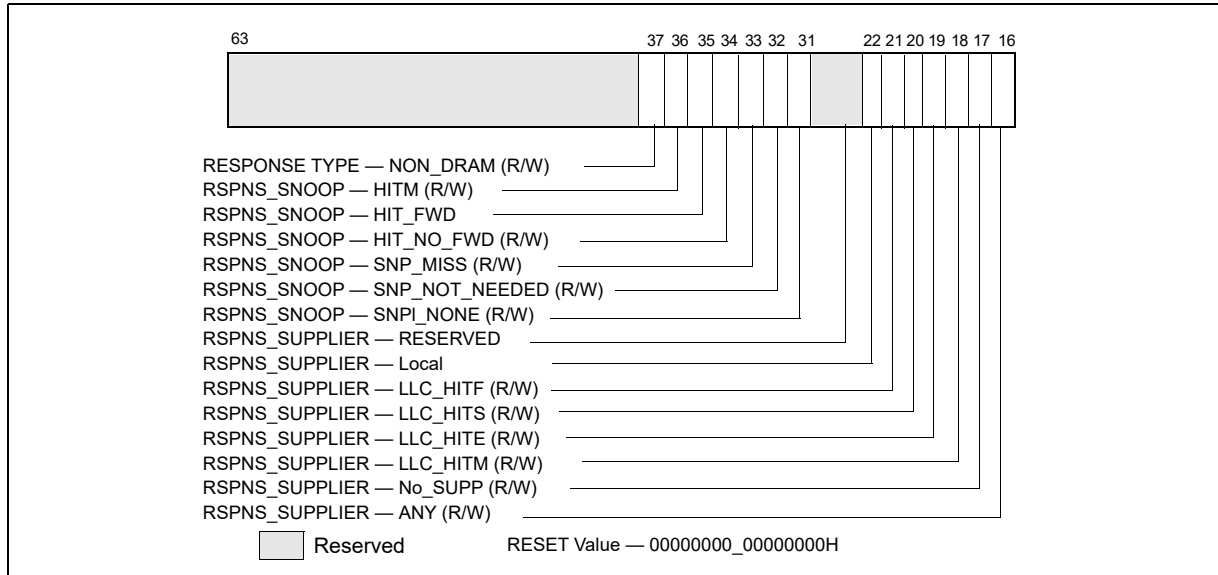 63 37 36 35 34 33 32 31 22 21 20 19 18 17 16
RESPONSE TYPE — NON_DRAM (R/W)
RSPNS_SNOOP — HITM (R/W)
RSPNS_SNOOP — HIT_FWD
RSPNS_SNOOP — HIT_NO_FWD (R/W)
RSPNS_SNOOP — SNP_MISS (R/W)
RSPNS_SNOOP — SNP_NOT_NEEDED (R/W)
RSPNS_SNOOP — SNPI_NONE (R/W)
RSPNS_SUPPLIER — RESERVED
RSPNS_SUPPLIER — Local
RSPNS_SUPPLIER — LLC_HITF (R/W)
RSPNS_SUPPLIER — LLC_HITS (R/W)
RSPNS_SUPPLIER — LLC_HITE (R/W)
RSPNS_SUPPLIER — LLC_HITM (R/W)
RSPNS_SUPPLIER — No_SUPP (R/W)
RSPNS_SUPPLIER — ANY (R/W)
Reserved RESET Value — 00000000_00000000H